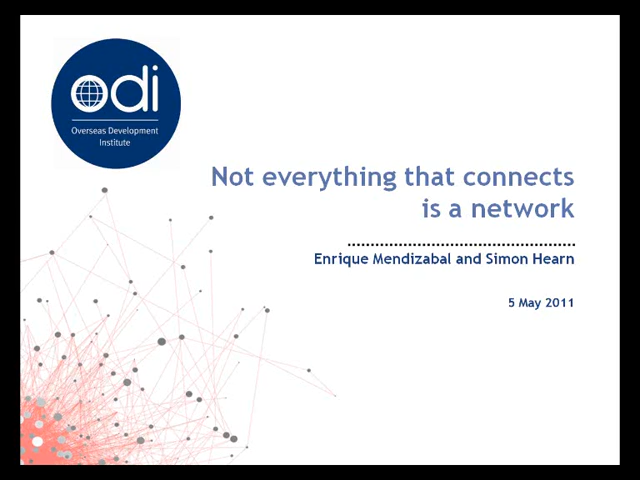 odi
Overseas Development
Institute
Not everything that connects
is a network
Enrique Mendizabal and Simon Hearn
5 May 2011